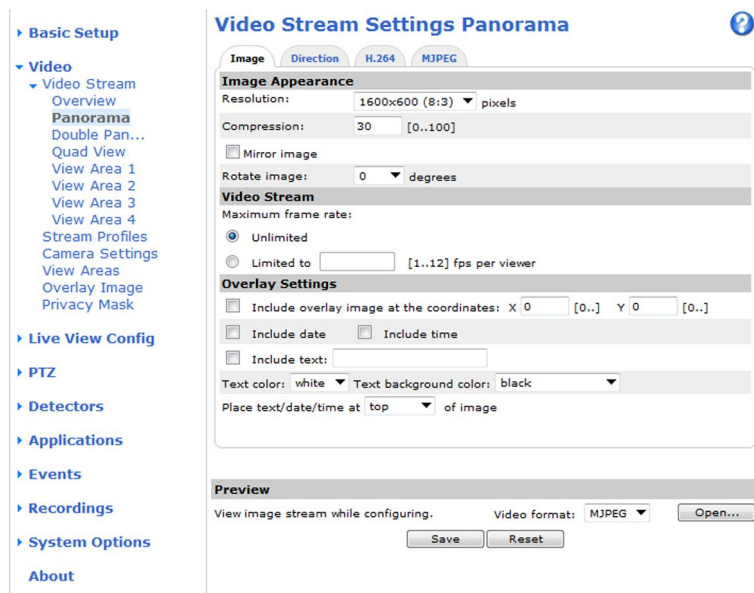 Basic Setup
Video
Video Stream
Overview
Panorama
Double Pan...
Quad View
View Area 1
View Area 2
View Area 3
View Area 4
Stream Profiles
Camera Settings
View Areas
Overlay Image
Privacy Mask
Live View Config
PTZ
Detectors
Applications
Events
Recordings
System Options
About
Video Stream Settings Panorama ?
Image Direction H.264 MJPEG
Image Appearance
Resolution: 1600x600 (8:3) pixels
Compression: 30 [0..100]
Mirror image
Rotate image: 0 degrees
Video Stream
Maximum frame rate:
Unlimited
Limited to [1..12] fps per viewer
Overlay Settings
Include overlay image at the coordinates: X 0 [0..] Y 0 [0..]
Include date Include time
Include text:
Text color: white Text background color: black
Place text/date/time at top of image
Preview
View image stream while configuring. Video format: MJPEG Open...
Save Reset